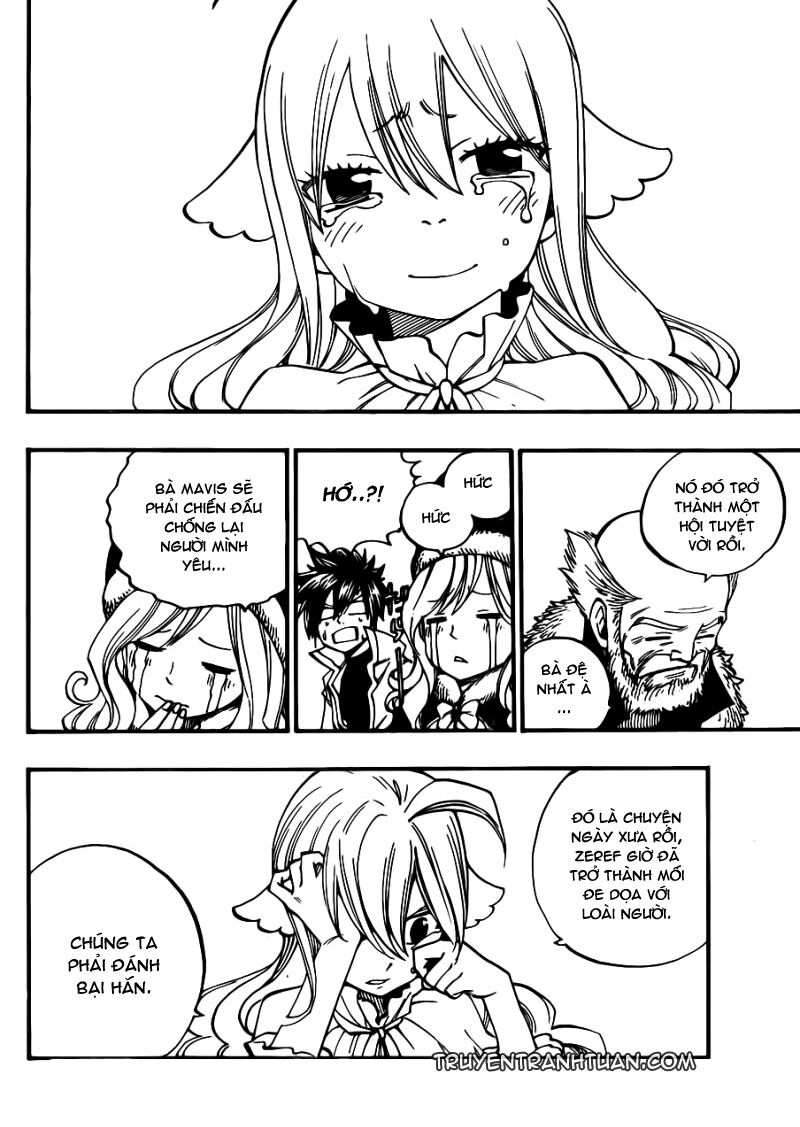 NÓ ĐÓ TRỞ
THÀNH MỘT
HỘI TUYỆT
VỜI RỒI.
BÀ ĐỆ
NHẤT À
...
HỨC
HỨC
HỚ..?!
BÀ MAVIS SẼ
PHẢI CHIẾN ĐẤU
CHỐNG LẠI
NGƯỜI MÌNH
YÊU...
ĐÓ LÀ CHUYỆN
NGÀY XƯA RỒI,
ZEREF GIỜ ĐÃ
TRỞ THÀNH MỐI
ĐE DỌA VỚI
LOÀI NGƯỜI.
CHÚNG TA
PHẢI ĐÁNH
BẠI HẮN.
TRUYENTRANHTUAN.COM